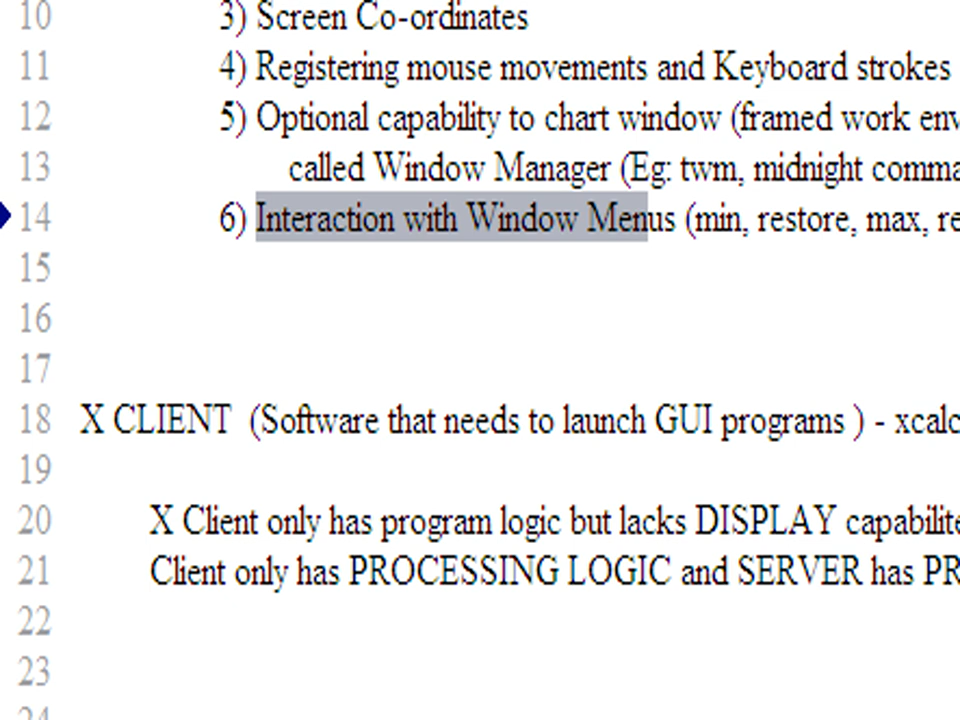 10 3) Screen Co-ordinates
11 4) Registering mouse movements and Keyboard strokes
12 5) Optional capability to chart window (framed work env
13 called Window Manager (Eg: twm, midnight comma
14 6) Interaction with Window Menus (min, restore, max, re
15
16
17
18 X CLIENT (Software that needs to launch GUI programs ) - xcalc
19
20 X Client only has program logic but lacks DISPLAY capabilite
21 Client only has PROCESSING LOGIC and SERVER has PR
22
23
24